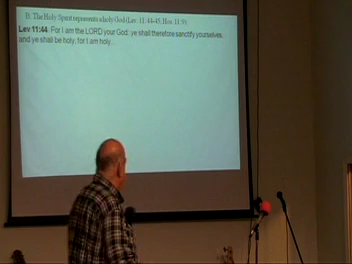 B. The Holy Spirit represents a holy God (Lev. 11:44-45; Hos. 11:9).
Lev 11:44. For I am the LORD your God; ye shall therefore sanctify yourselves,
and ye shall be holy, for I am holy...